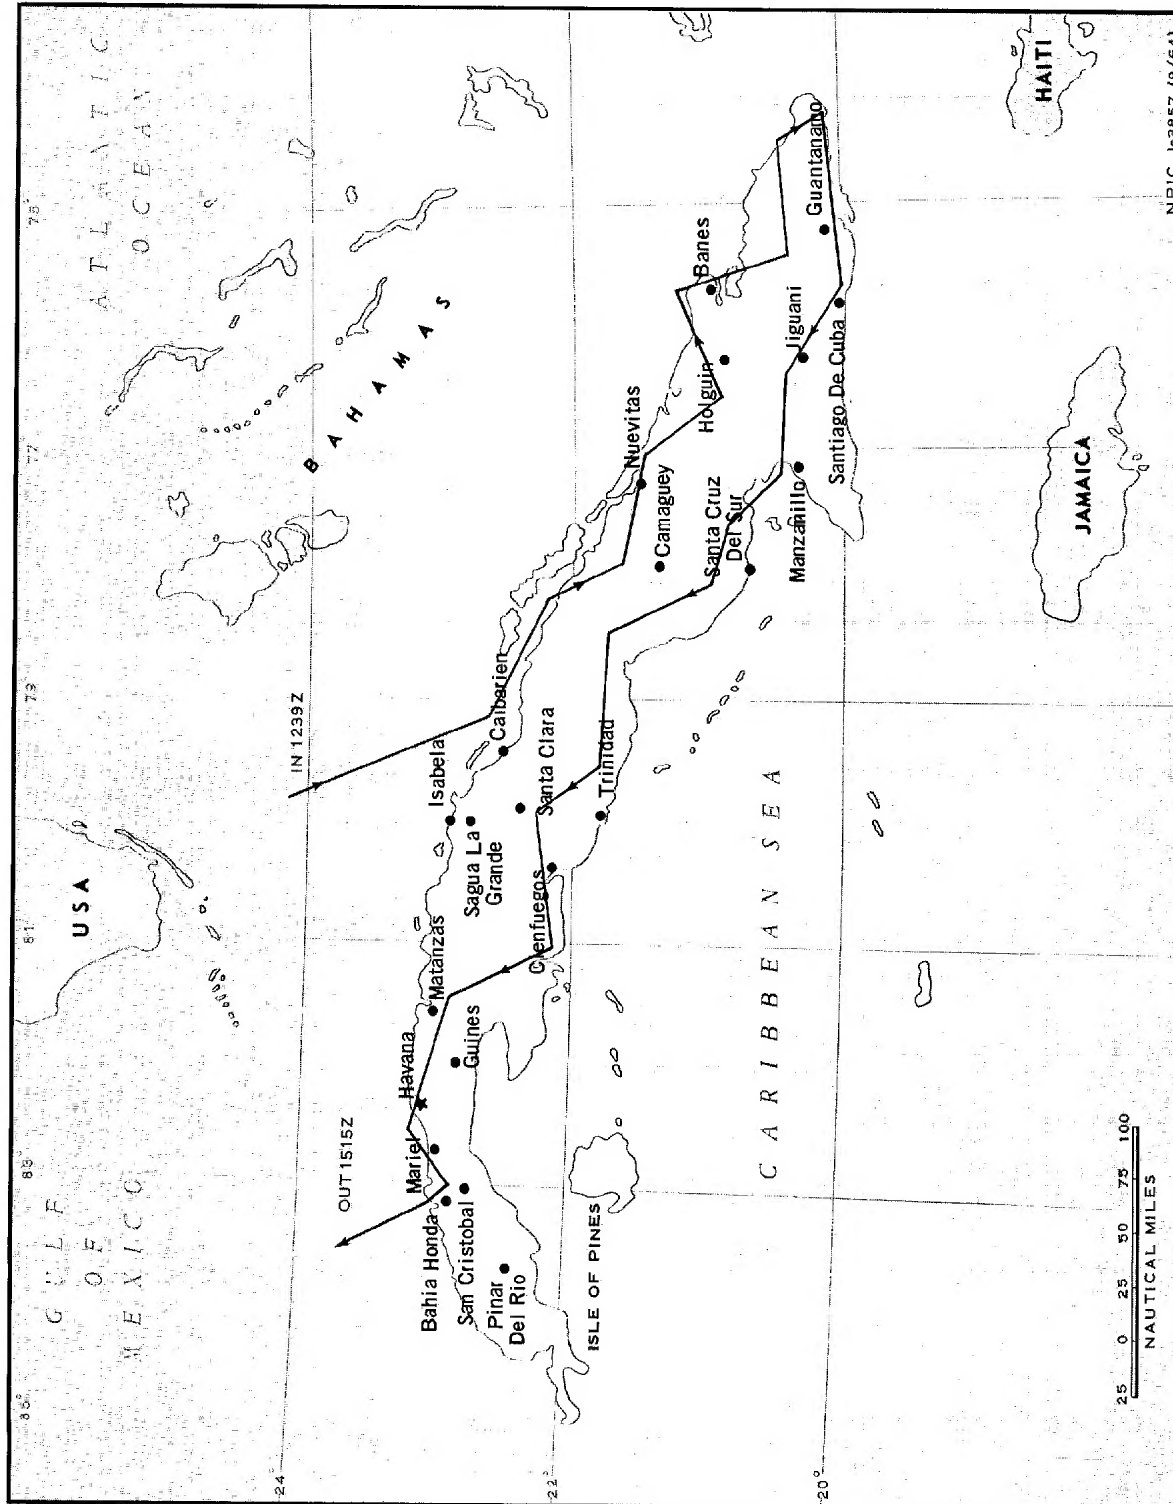 GULF
OF
MEXICO
USA
ATLANTIC
OCEAN
BAHAMAS
85°
83
81
79
77
75°
24
22
20°
IN 1239Z
OUT 1515Z
Bahia Honda
San Cristobal
Pinar
Del Rio
Mariel
Havana
Guines
Matanzas
Cienfuegos
Sagua La
Grande
Isabela
Santa Clara
Caibarien
Trinidad
Camaguey
Nuevitas
Santa Cruz
Del Sur
Manzanillo
Holguin
Jiguani
Banes
Santiago De Cuba
Guantanamo
ISLE OF PINES
CARIBBEAN SEA
JAMAICA
HAITI
25 0 25 50 75 100
NAUTICAL MILES